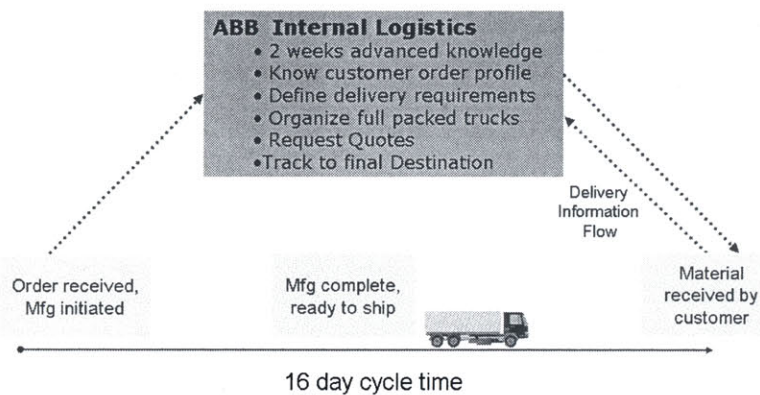 ABB Internal Logistics
• 2 weeks advanced knowledge
• Know customer order profile
• Define delivery requirements
• Organize full packed trucks
• Request Quotes
•Track to final Destination
Delivery
Information
Flow
Order received,
Mfg initiated
Mfg complete,
ready to ship
Material
received by
customer
16 day cycle time